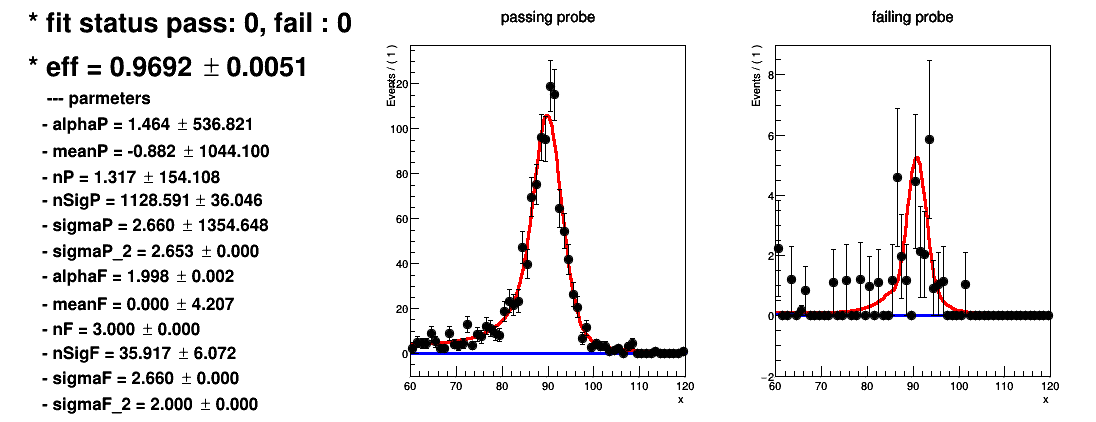 * fit status pass: 0, fail : 0
* eff = 0.9692 ± 0.0051
--- parmeters
- alphaP = 1.464 ± 536.821
- meanP = -0.882 ± 1044.100
- nP = 1.317 ± 154.108
- nSigP = 1128.591 ± 36.046
- sigmaP = 2.660 ± 1354.648
- sigmaP_2 = 2.653 ± 0.000
- alphaF = 1.998 ± 0.002
- meanF = 0.000 ± 4.207
- nF = 3.000 ± 0.000
- nSigF = 35.917 ± 6.072
- sigmaF = 2.660 ± 0.000
- sigmaF_2 = 2.000 ± 0.000
passing probe
Events / ( 1 )
120
100
80
60
40
20
0
60 70 80 90 100 110 120
x
failing probe
Events / ( 1 )
8
6
4
2
0
−2
60 70 80 90 100 110 120
x